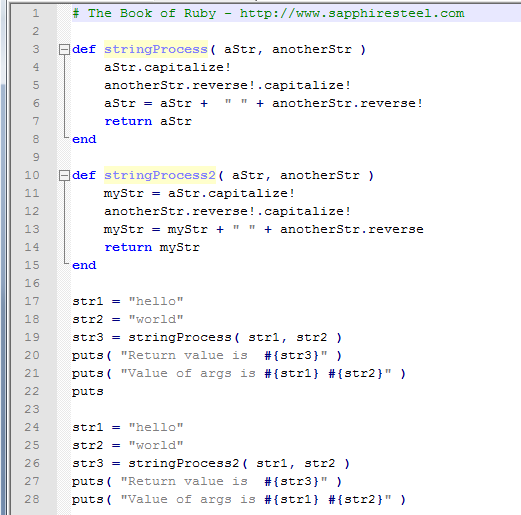 1 # The Book of Ruby - http://www.sapphiresteel.com
2
3 def stringProcess( aStr, anotherStr )
4 aStr.capitalize!
5 anotherStr.reverse!.capitalize!
6 aStr = aStr +  " " + anotherStr.reverse!
7 return aStr
8 end
9
10 def stringProcess2( aStr, anotherStr )
11 myStr = aStr.capitalize!
12 anotherStr.reverse!.capitalize!
13 myStr = myStr + " " + anotherStr.reverse
14 return myStr
15 end
16
17 str1 = "hello"
18 str2 = "world"
19 str3 = stringProcess( str1, str2 )
20 puts( "Return value is  #{str3}" )
21 puts( "Value of args is #{str1} #{str2}" )
22 puts
23
24 str1 = "hello"
25 str2 = "world"
26 str3 = stringProcess2( str1, str2 )
27 puts( "Return value is  #{str3}" )
28 puts( "Value of args is #{str1} #{str2}" )